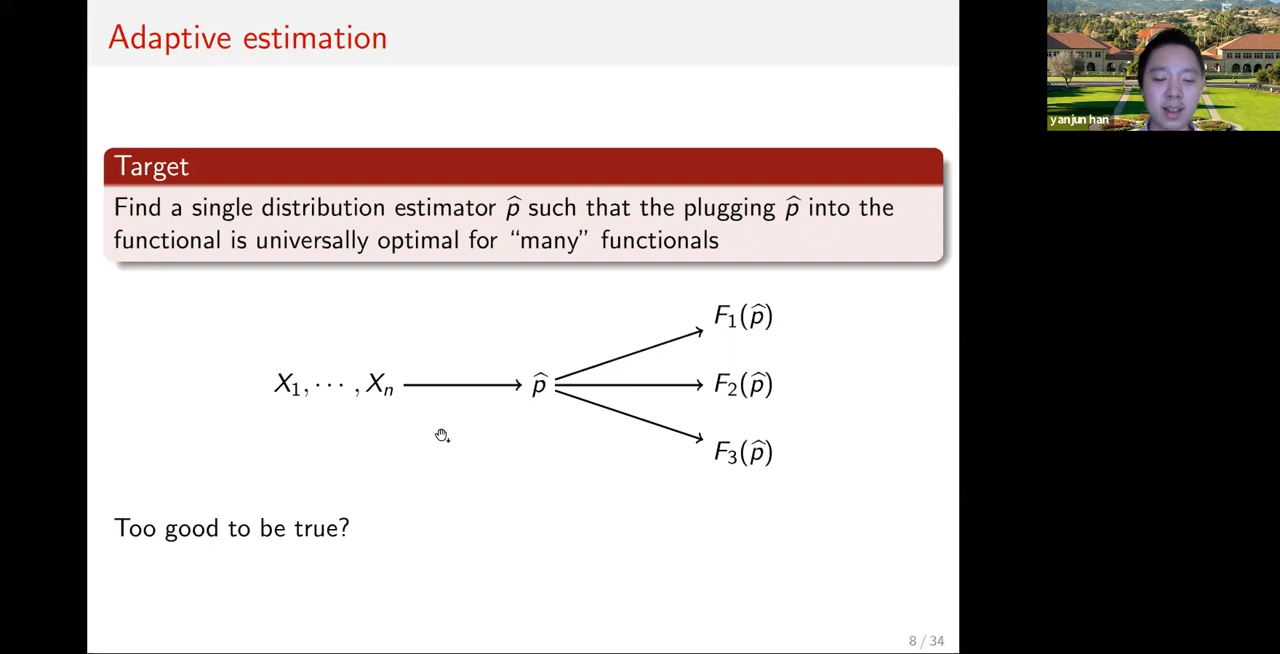 Adaptive estimation
yanjun han
Target
Find a single distribution estimator p̂ such that the plugging p̂ into the
functional is universally optimal for “many” functionals
F₁(p̂)
X₁, ⋯ , Xₙ p̂ F₂(p̂)
F₃(p̂)
Too good to be true?
8 / 34